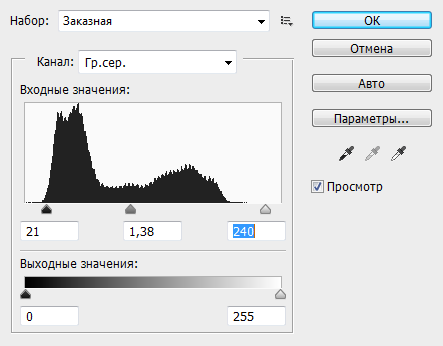 Набор: Заказная
OK
Отмена
Авто
Параметры...
Просмотр
Канал: Гр.сер.
Входные значения:
21 1,38 240
Выходные значения:
0 255